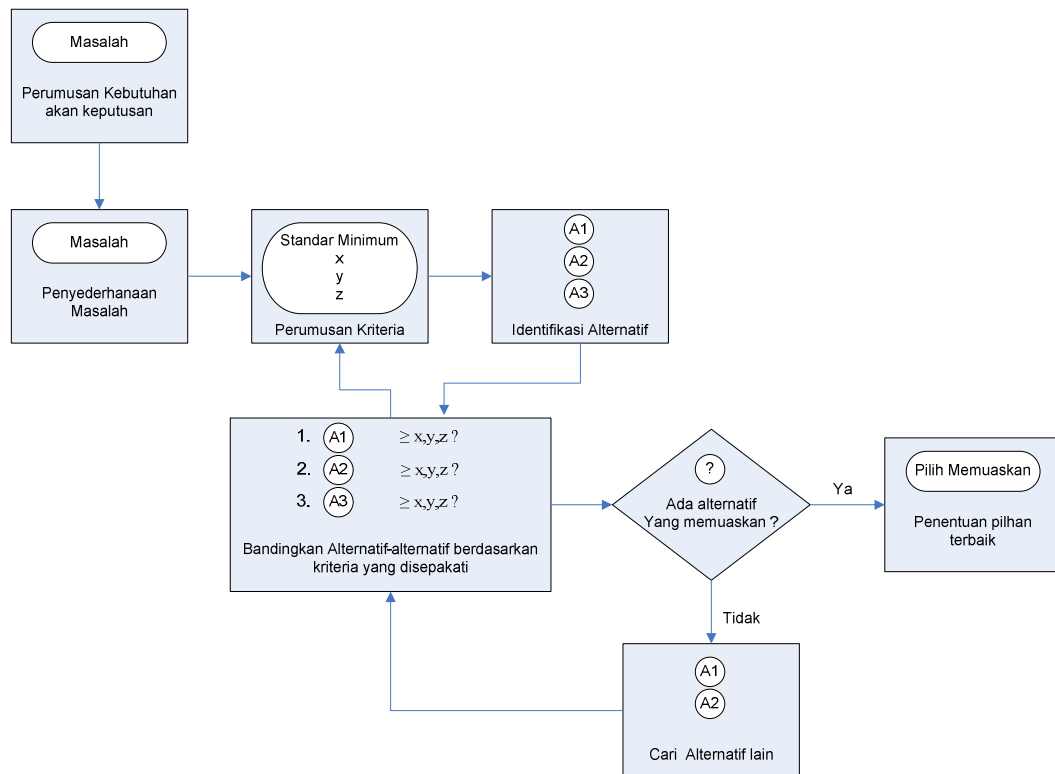 Masalah
Perumusan Kebutuhan
akan keputusan
Masalah
Penyederhanaan
Masalah
Standar Minimum
x
y
z
Perumusan Kriteria
A1
A2
A3
Identifikasi Alternatif
1. A1 ≥ x,y,z ?
2. A2 ≥ x,y,z ?
3. A3 ≥ x,y,z ?
Bandingkan Alternatif-alternatif berdasarkan
kriteria yang disepakati
?
Ada alternatif
Yang memuaskan ?
Ya
Pilih Memuaskan
Penentuan pilhan
terbaik
Tidak
A1
A2
Cari Alternatif lain